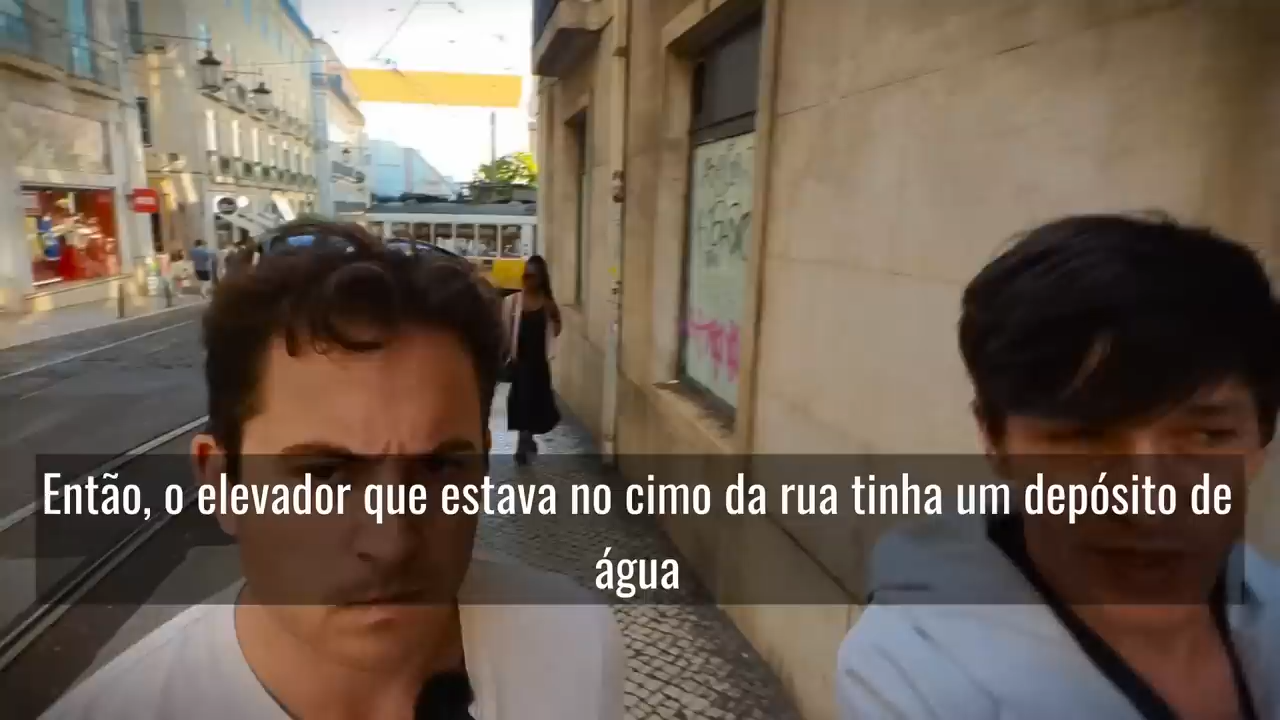 Então, o elevador que estava no cimo da rua tinha um depósito de
água